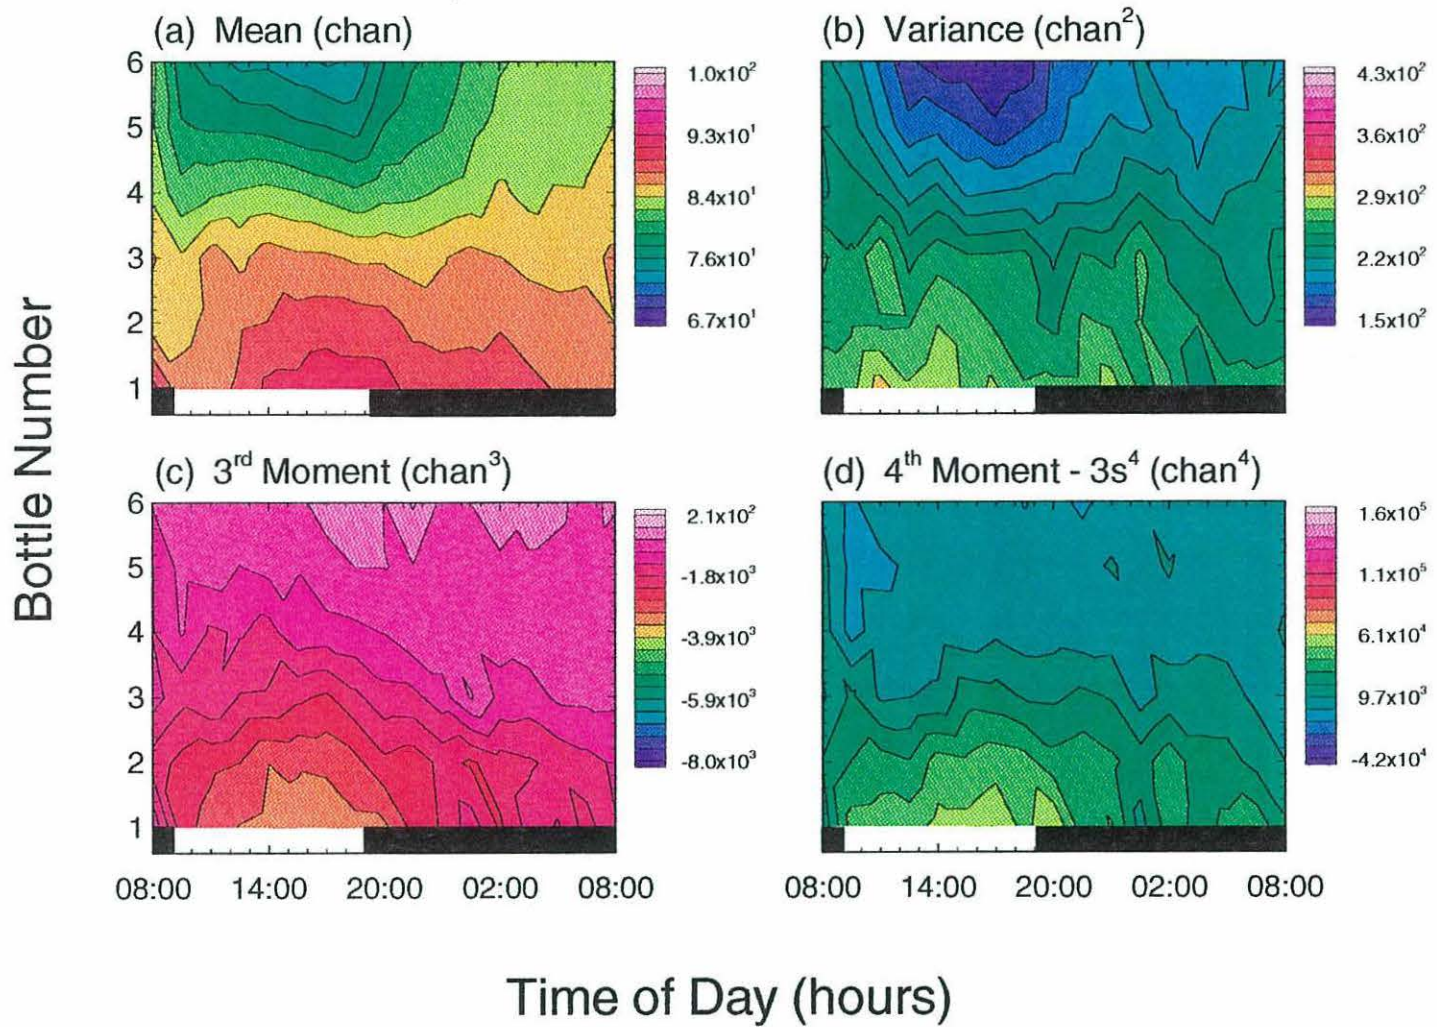 (a) Mean (chan)
(b) Variance (chan²)
6
5
4
3
2
1
1.0x10²
9.3x10¹
8.4x10¹
7.6x10¹
6.7x10¹
4.3x10²
3.6x10²
2.9x10²
2.2x10²
1.5x10²
Bottle Number
(c) 3rd Moment (chan³)
(d) 4th Moment - 3s⁴ (chan⁴)
6
5
4
3
2
1
2.1x10²
-1.8x10³
-3.9x10³
-5.9x10³
-8.0x10³
1.6x10⁵
1.1x10⁵
6.1x10⁴
9.7x10³
-4.2x10⁴
08:00 14:00 20:00 02:00 08:00
08:00 14:00 20:00 02:00 08:00
Time of Day (hours)